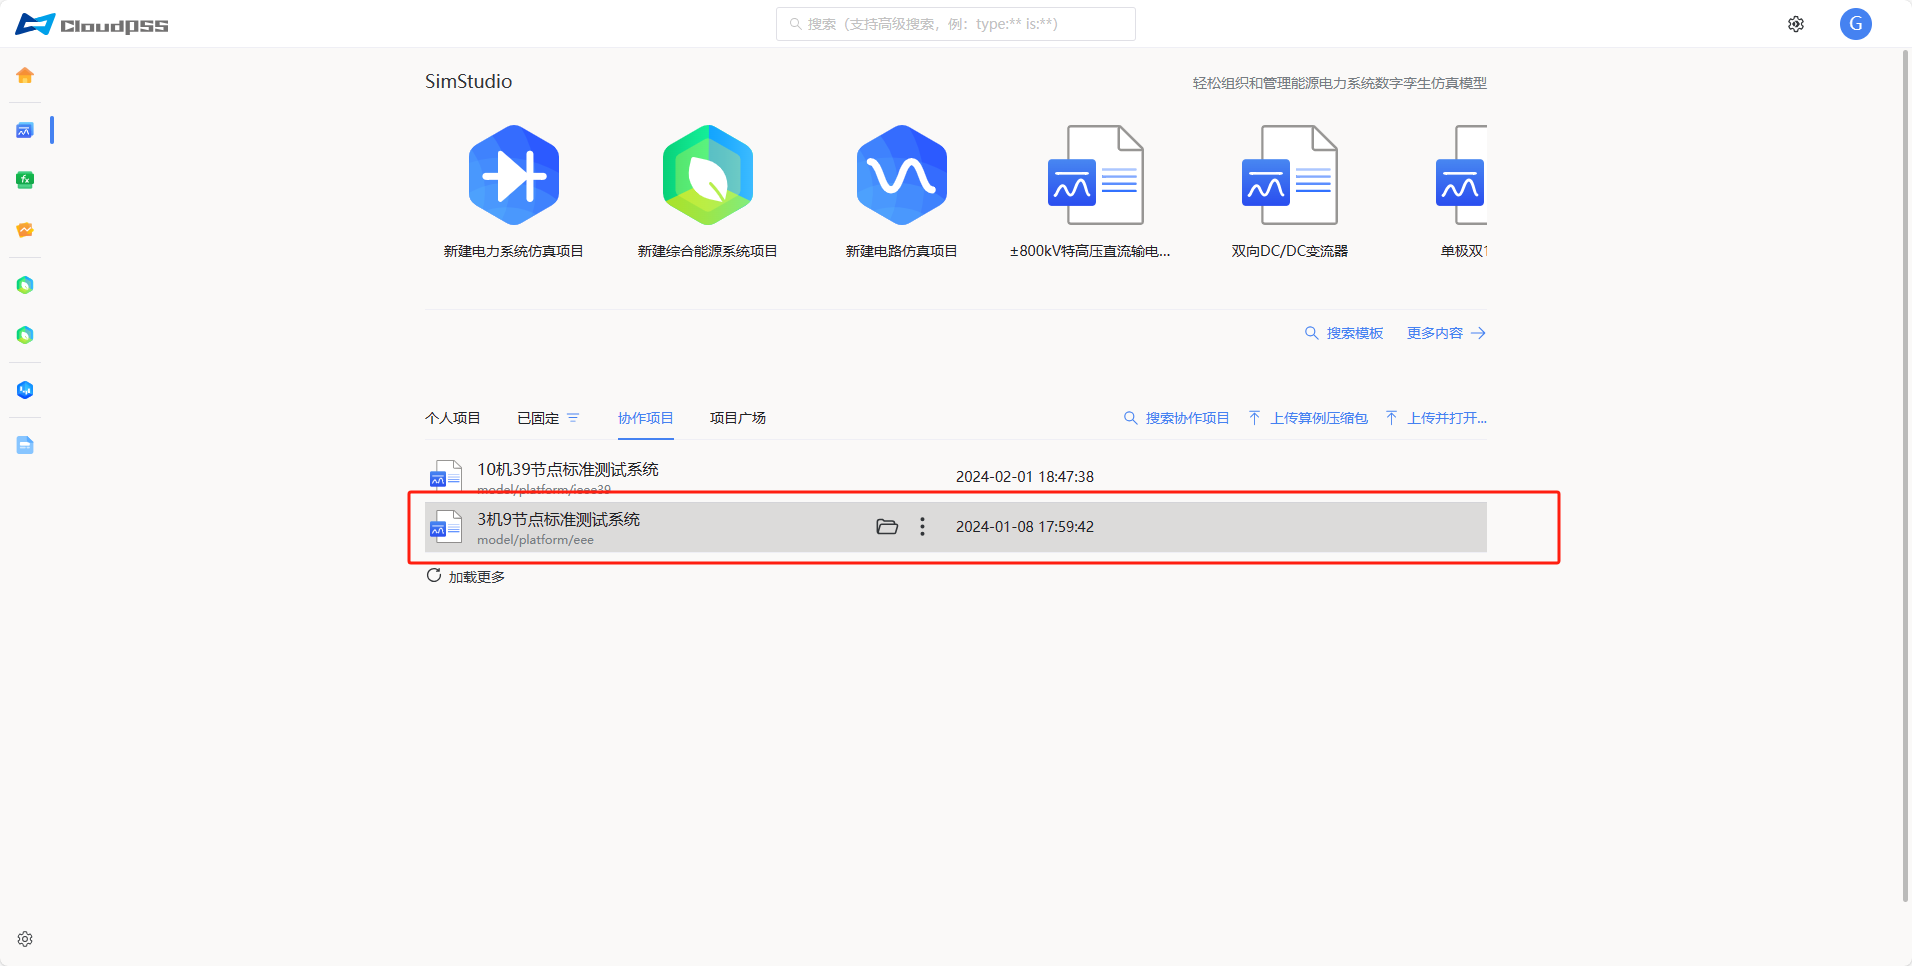 CloudPSS
搜索（支持高级搜索，例：type:** is:**）
G
SimStudio
轻松组织和管理能源电力系统数字孪生仿真模型
新建电力系统仿真项目
新建综合能源系统项目
新建电路仿真项目
±800kV特高压直流输电...
双向DC/DC变流器
单极双1
搜索模板
更多内容
个人项目
已固定
协作项目
项目广场
搜索协作项目
上传算例压缩包
上传并打开...
10机39节点标准测试系统
2024-02-01 18:47:38
model/platform/ieee39
3机9节点标准测试系统
2024-01-08 17:59:42
model/platform/eee
加载更多